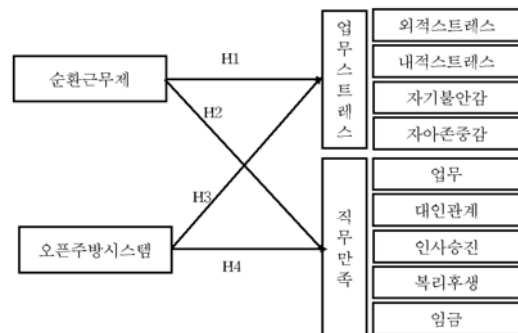 순환근무제
오픈주방시스템
H1
H2
H3
H4
업무스트레스
외적스트레스
내적스트레스
자기불안감
자아존중감
직무만족
업무
대인관계
인사승진
복리후생
임금